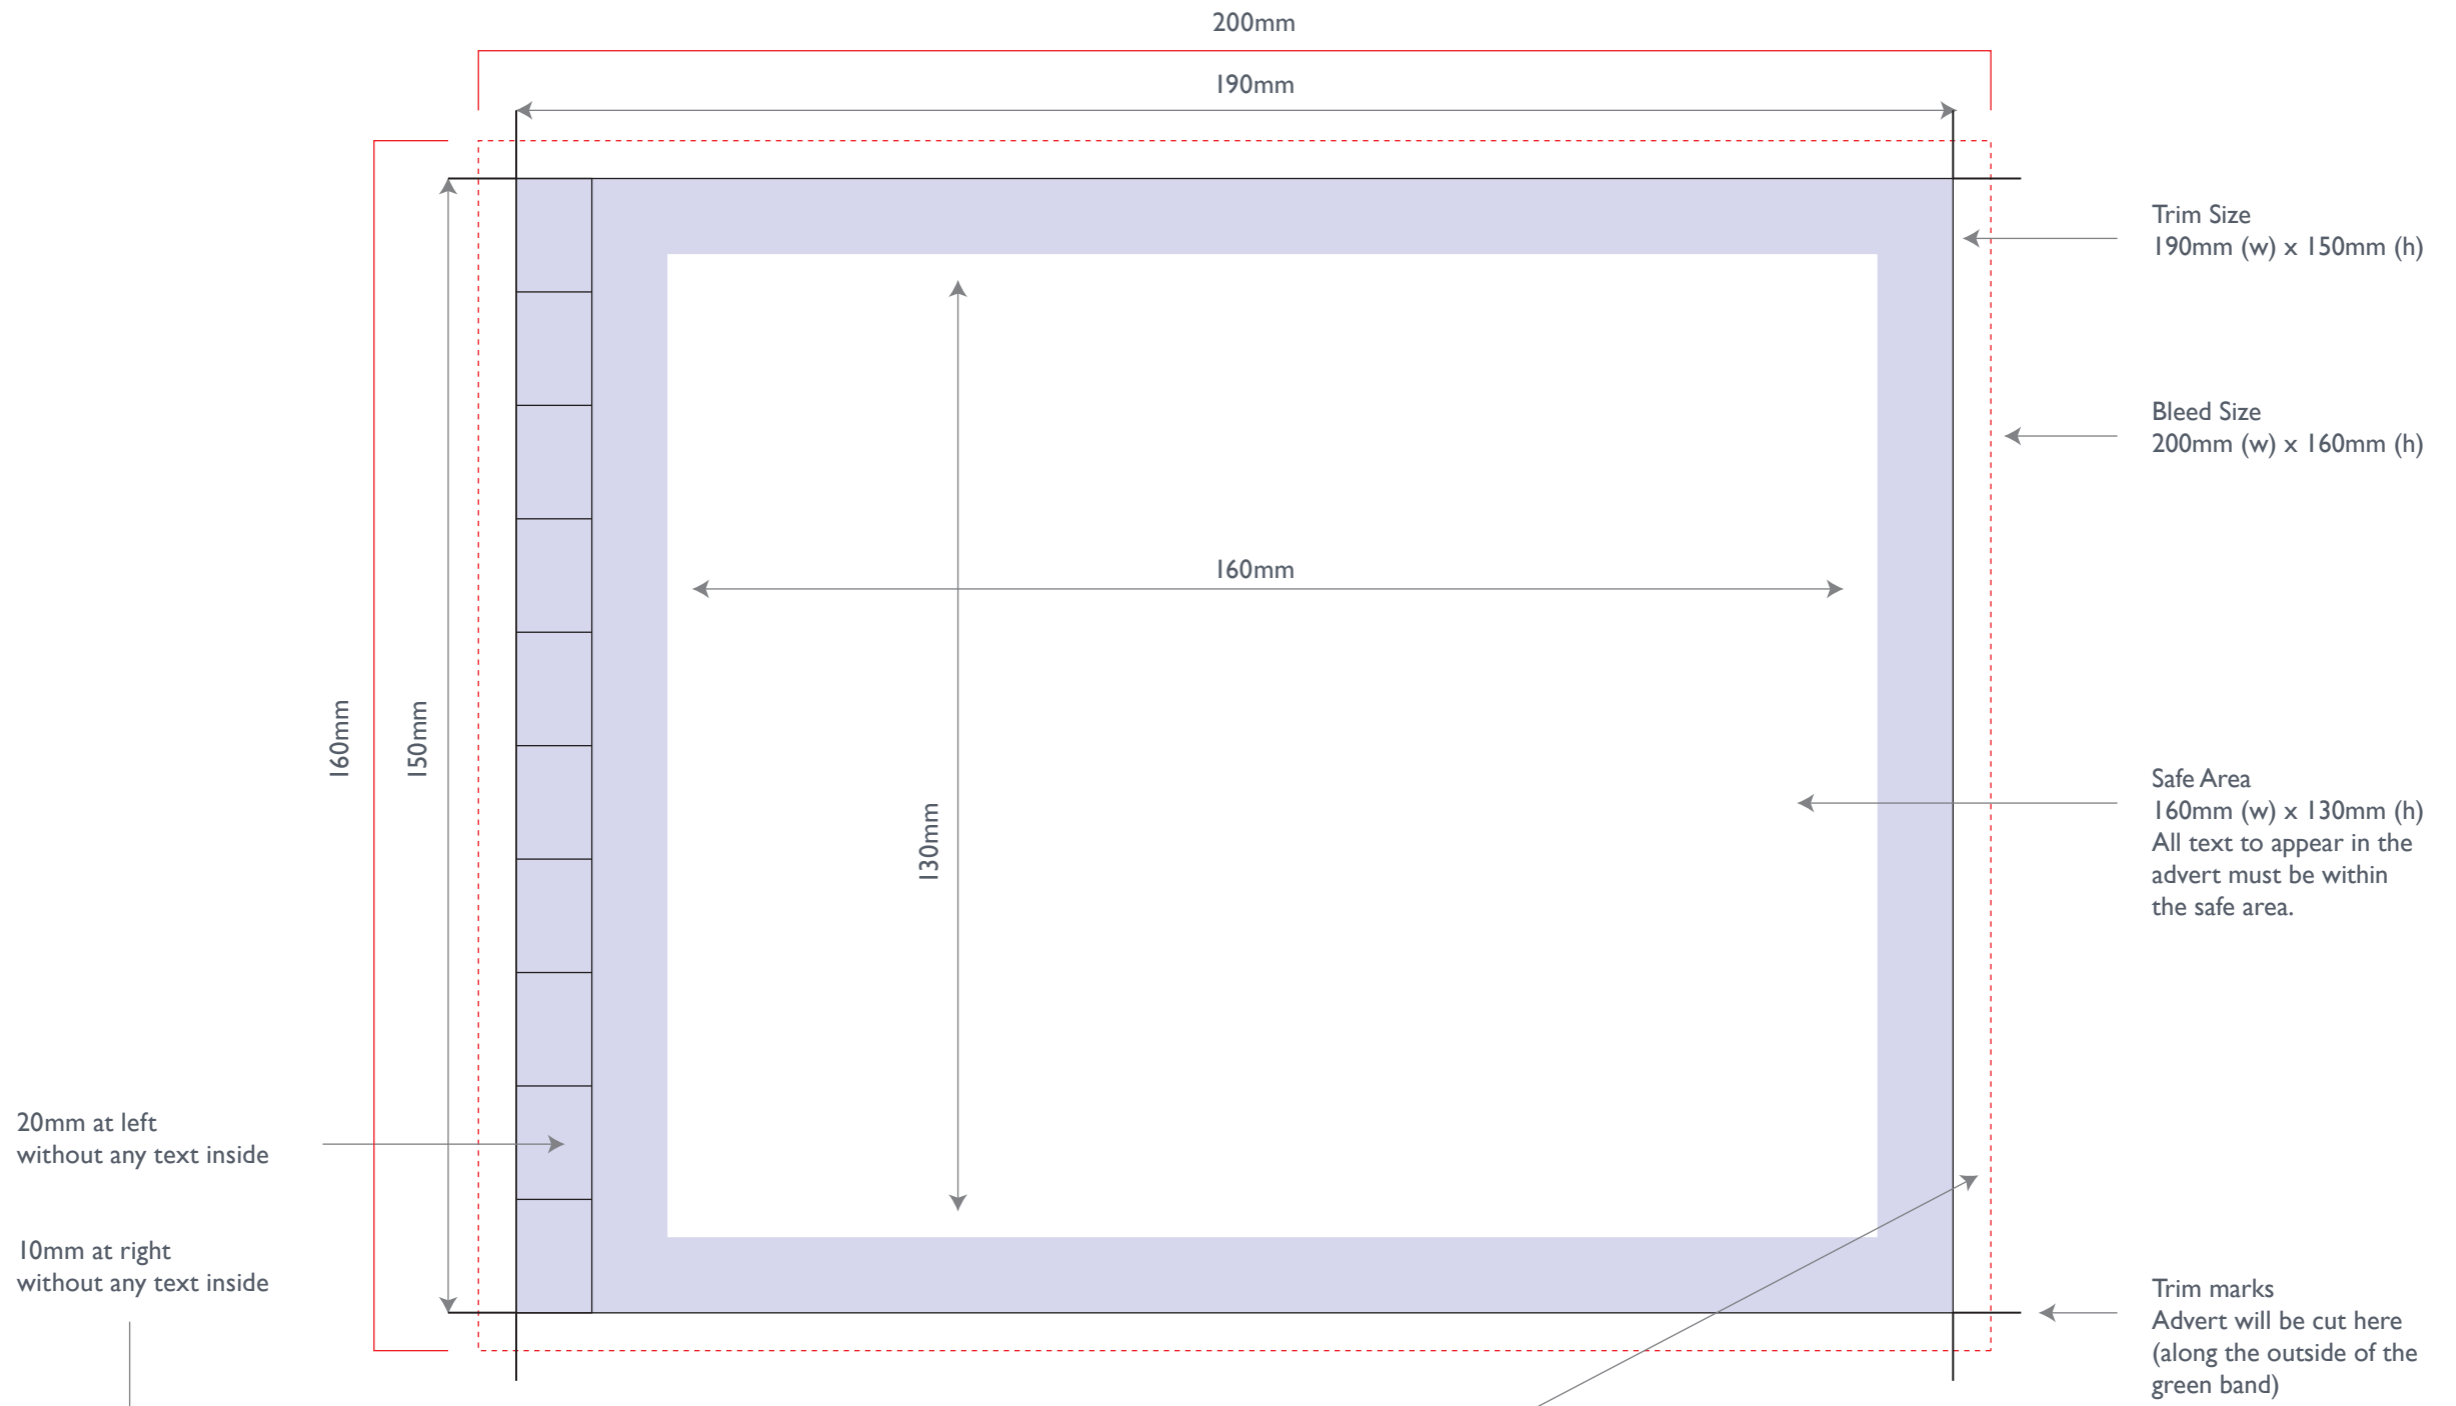 200mm
190mm
Trim Size
190mm (w) x 150mm (h)
Bleed Size
200mm (w) x 160mm (h)
160mm
160mm
150mm
130mm
Safe Area
160mm (w) x 130mm (h)
All text to appear in the
advert must be within
the safe area.
20mm at left
without any text inside
10mm at right
without any text inside
Trim marks
Advert will be cut here
(along the outside of the
green band)